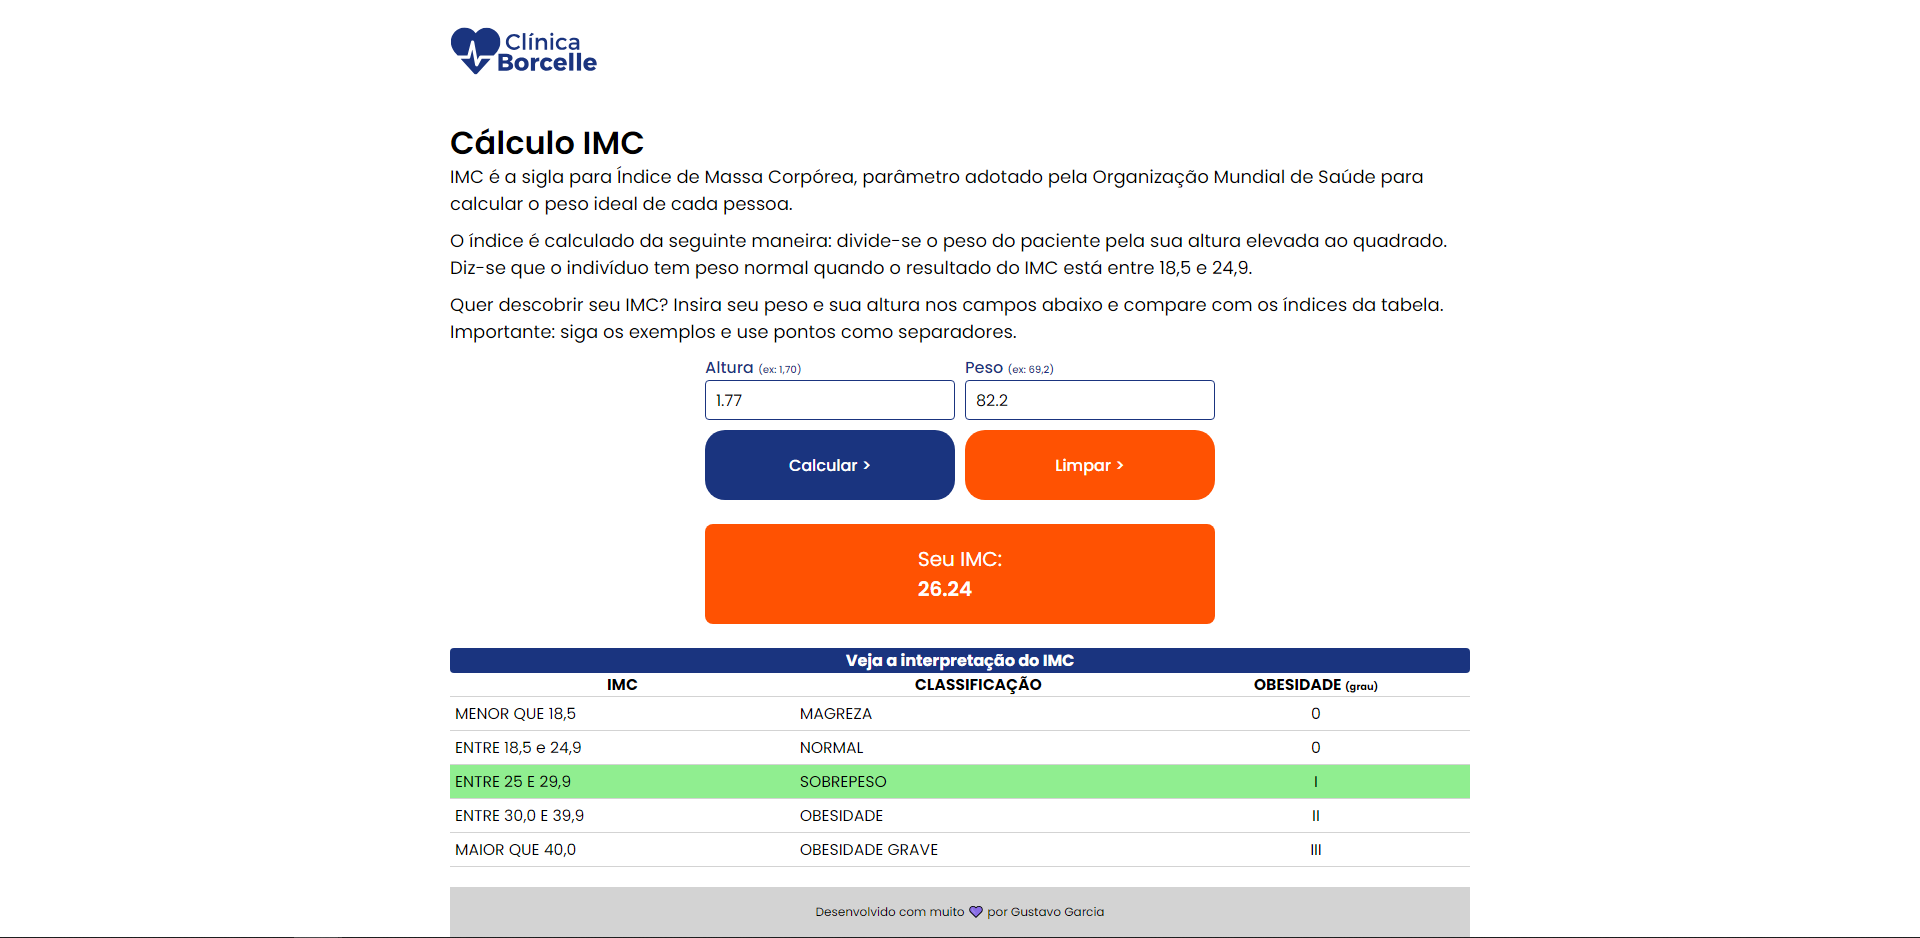 Clínica
Borcelle
Cálculo IMC
IMC é a sigla para Índice de Massa Corpórea, parâmetro adotado pela Organização Mundial de Saúde para
calcular o peso ideal de cada pessoa.
O índice é calculado da seguinte maneira: divide-se o peso do paciente pela sua altura elevada ao quadrado.
Diz-se que o indivíduo tem peso normal quando o resultado do IMC está entre 18,5 e 24,9.
Quer descobrir seu IMC? Insira seu peso e sua altura nos campos abaixo e compare com os índices da tabela.
Importante: siga os exemplos e use pontos como separadores.
Altura (ex: 1,70) Peso (ex: 69,2)
1.77 82.2
Calcular > Limpar >
Seu IMC:
26.24
Veja a interpretação do IMC
IMC CLASSIFICAÇÃO OBESIDADE (grau)
MENOR QUE 18,5 MAGREZA 0
ENTRE 18,5 e 24,9 NORMAL 0
ENTRE 25 E 29,9 SOBREPESO I
ENTRE 30,0 E 39,9 OBESIDADE II
MAIOR QUE 40,0 OBESIDADE GRAVE III
Desenvolvido com muito 💜 por Gustavo Garcia